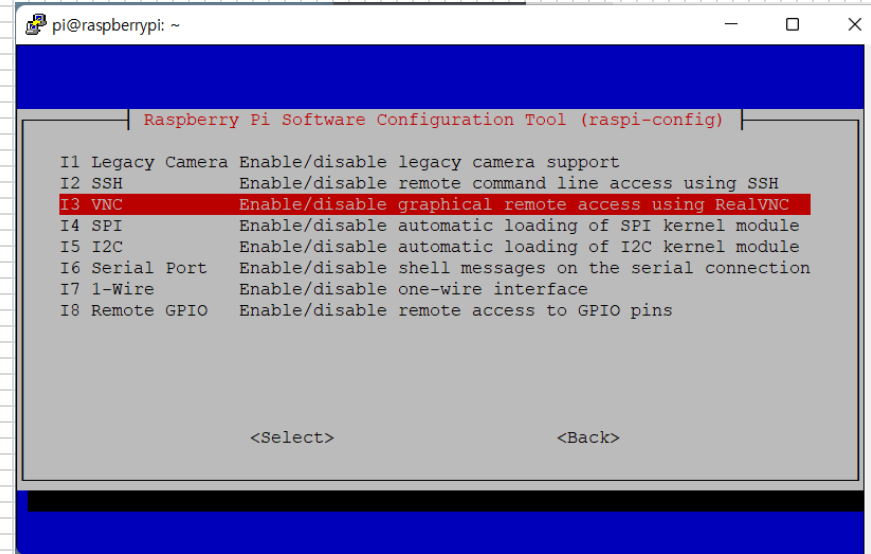 pi@raspberrypi: ~
Raspberry Pi Software Configuration Tool (raspi-config)
I1 Legacy Camera Enable/disable legacy camera support
I2 SSH Enable/disable remote command line access using SSH
I3 VNC Enable/disable graphical remote access using RealVNC
I4 SPI Enable/disable automatic loading of SPI kernel module
I5 I2C Enable/disable automatic loading of I2C kernel module
I6 Serial Port Enable/disable shell messages on the serial connection
I7 1-Wire Enable/disable one-wire interface
I8 Remote GPIO Enable/disable remote access to GPIO pins
<Select> <Back>